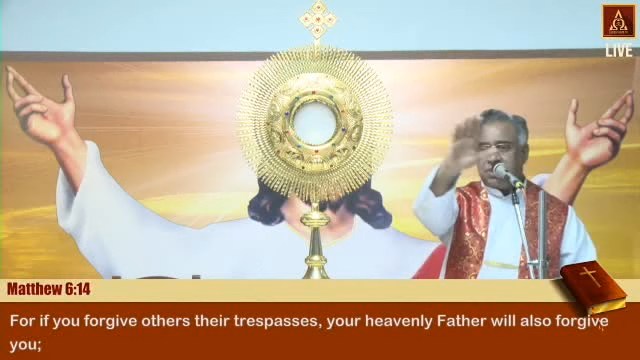 LIVE
Matthew 6:14
For if you forgive others their trespasses, your heavenly Father will also forgive
you;